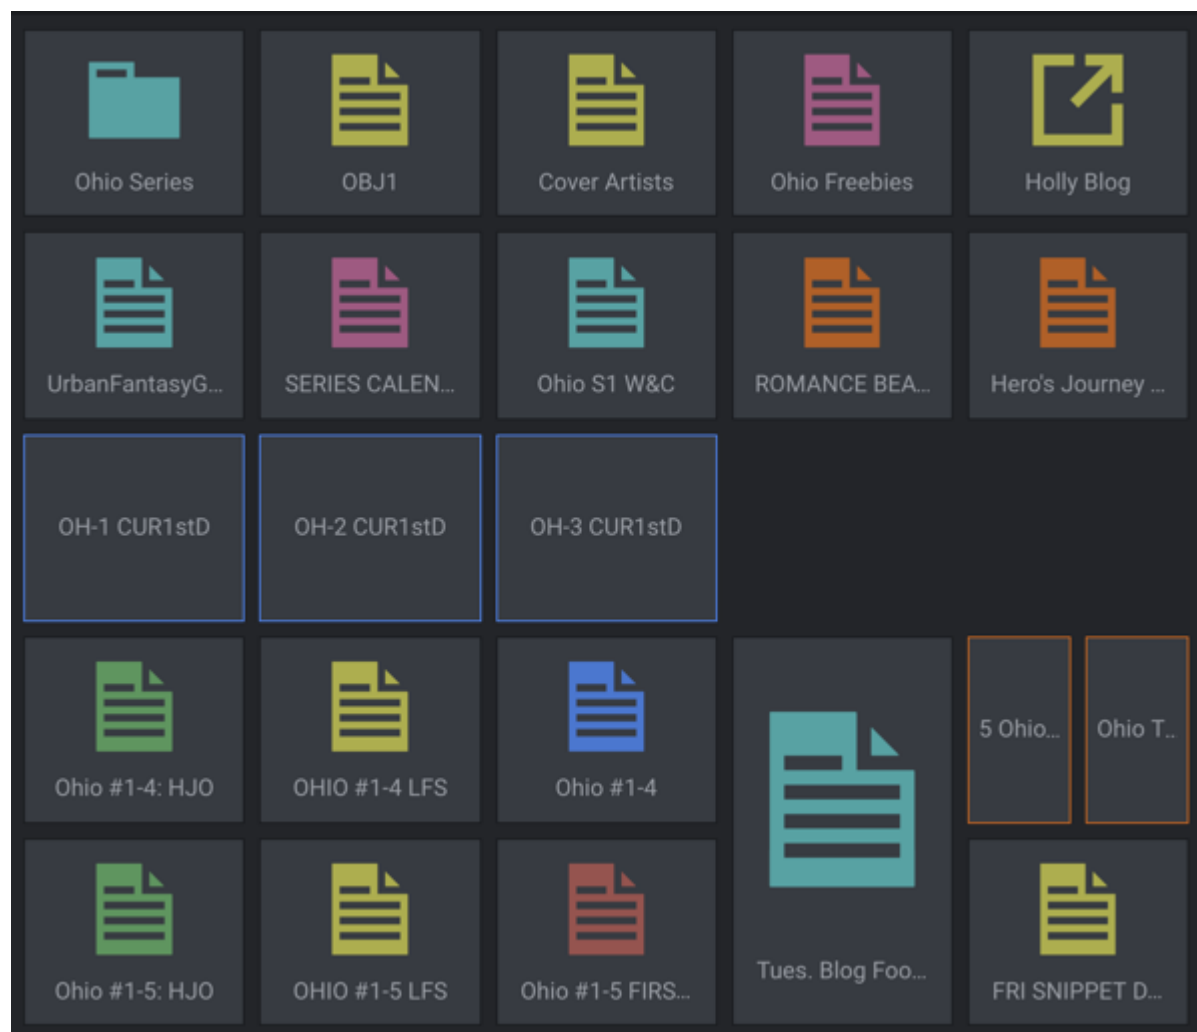 Ohio Series
OBJ1
Cover Artists
Ohio Freebies
Holly Blog
UrbanFantasyG...
SERIES CALEN...
Ohio S1 W&C
ROMANCE BEA...
Hero's Journey ...
OH-1 CUR1stD
OH-2 CUR1stD
OH-3 CUR1stD
Ohio #1-4: HJO
OHIO #1-4 LFS
Ohio #1-4
5 Ohio...
Ohio T...
Ohio #1-5: HJO
OHIO #1-5 LFS
Ohio #1-5 FIRS...
Tues. Blog Foo...
FRI SNIPPET D...